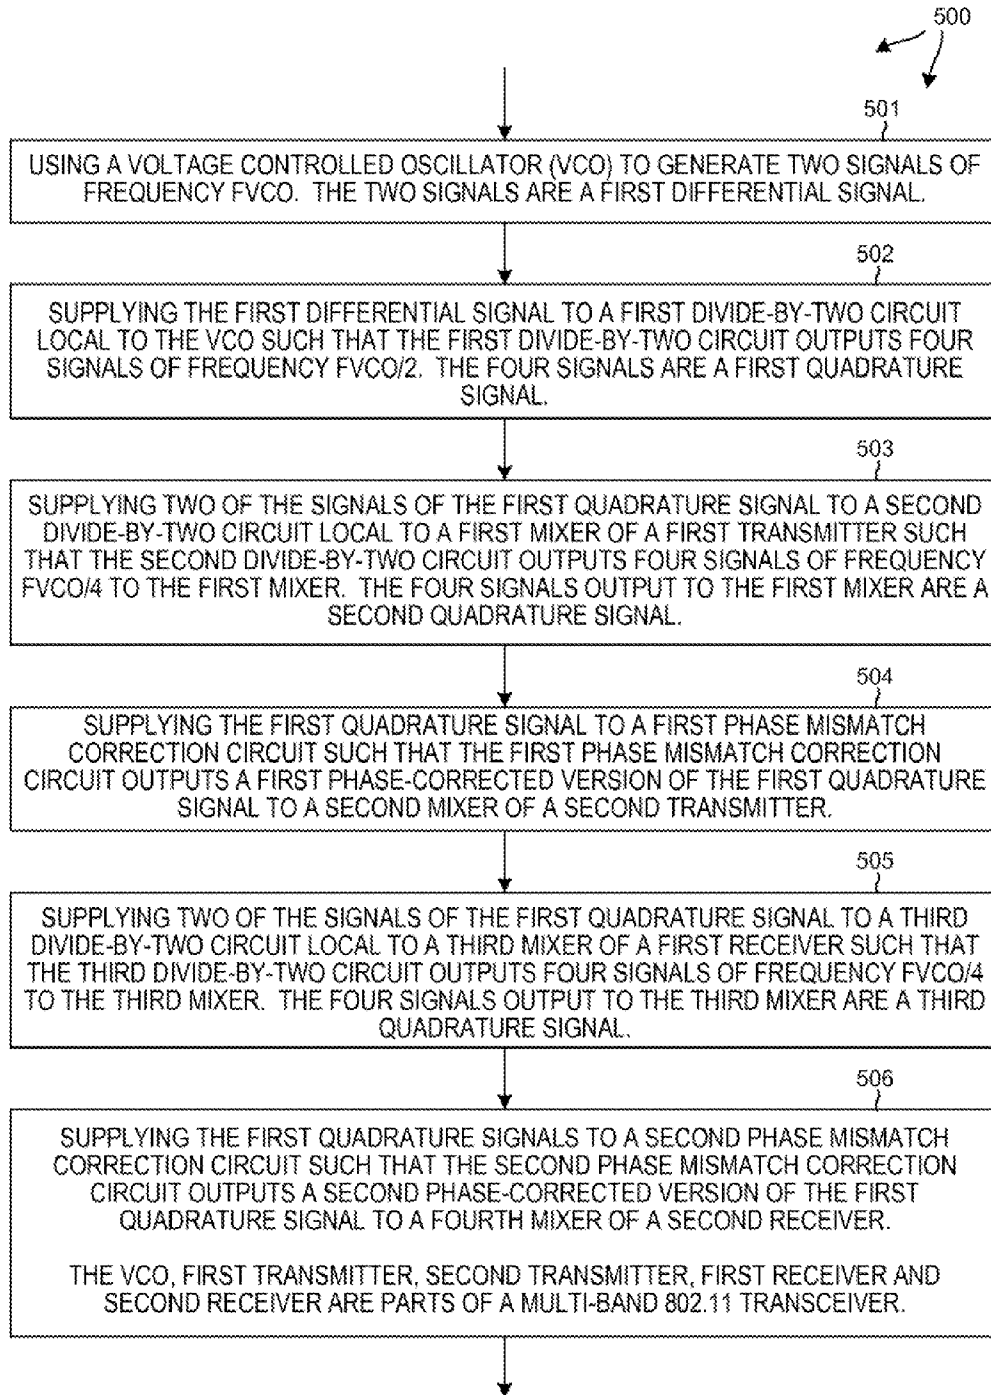 500
501
USING A VOLTAGE CONTROLLED OSCILLATOR (VCO) TO GENERATE TWO SIGNALS OF
FREQUENCY FVCO. THE TWO SIGNALS ARE A FIRST DIFFERENTIAL SIGNAL.
502
SUPPLYING THE FIRST DIFFERENTIAL SIGNAL TO A FIRST DIVIDE-BY-TWO CIRCUIT
LOCAL TO THE VCO SUCH THAT THE FIRST DIVIDE-BY-TWO CIRCUIT OUTPUTS FOUR
SIGNALS OF FREQUENCY FVCO/2. THE FOUR SIGNALS ARE A FIRST QUADRATURE
SIGNAL.
503
SUPPLYING TWO OF THE SIGNALS OF THE FIRST QUADRATURE SIGNAL TO A SECOND
DIVIDE-BY-TWO CIRCUIT LOCAL TO A FIRST MIXER OF A FIRST TRANSMITTER SUCH
THAT THE SECOND DIVIDE-BY-TWO CIRCUIT OUTPUTS FOUR SIGNALS OF FREQUENCY
FVCO/4 TO THE FIRST MIXER. THE FOUR SIGNALS OUTPUT TO THE FIRST MIXER ARE A
SECOND QUADRATURE SIGNAL.
504
SUPPLYING THE FIRST QUADRATURE SIGNAL TO A FIRST PHASE MISMATCH
CORRECTION CIRCUIT SUCH THAT THE FIRST PHASE MISMATCH CORRECTION
CIRCUIT OUTPUTS A FIRST PHASE-CORRECTED VERSION OF THE FIRST QUADRATURE
SIGNAL TO A SECOND MIXER OF A SECOND TRANSMITTER.
505
SUPPLYING TWO OF THE SIGNALS OF THE FIRST QUADRATURE SIGNAL TO A THIRD
DIVIDE-BY-TWO CIRCUIT LOCAL TO A THIRD MIXER OF A FIRST RECEIVER SUCH THAT
THE THIRD DIVIDE-BY-TWO CIRCUIT OUTPUTS FOUR SIGNALS OF FREQUENCY FVCO/4
TO THE THIRD MIXER. THE FOUR SIGNALS OUTPUT TO THE THIRD MIXER ARE A THIRD
QUADRATURE SIGNAL.
506
SUPPLYING THE FIRST QUADRATURE SIGNALS TO A SECOND PHASE MISMATCH
CORRECTION CIRCUIT SUCH THAT THE SECOND PHASE MISMATCH CORRECTION
CIRCUIT OUTPUTS A SECOND PHASE-CORRECTED VERSION OF THE FIRST
QUADRATURE SIGNAL TO A FOURTH MIXER OF A SECOND RECEIVER.
THE VCO, FIRST TRANSMITTER, SECOND TRANSMITTER, FIRST RECEIVER AND
SECOND RECEIVER ARE PARTS OF A MULTI-BAND 802.11 TRANSCEIVER.